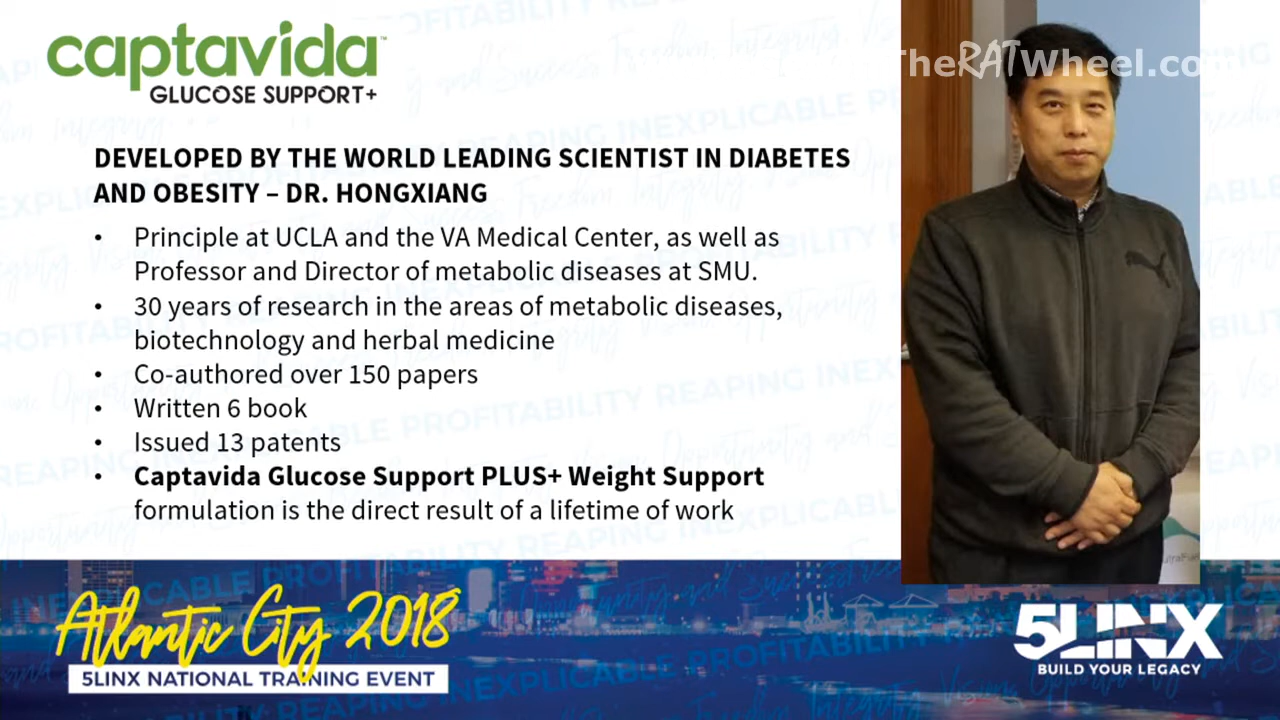 captavida™
GLUCOSE SUPPORT+
TheRATWheel.co
DEVELOPED BY THE WORLD LEADING SCIENTIST IN DIABETES
AND OBESITY – DR. HONGXIANG
• Principle at UCLA and the VA Medical Center, as well as
Professor and Director of metabolic diseases at SMU.
• 30 years of research in the areas of metabolic diseases,
biotechnology and herbal medicine
• Co-authored over 150 papers
• Written 6 book
• Issued 13 patents
• Captavida Glucose Support PLUS+ Weight Support
formulation is the direct result of a lifetime of work
Atlantic City 2018
5LINX NATIONAL TRAINING EVENT
5LINX
BUILD YOUR LEGACY